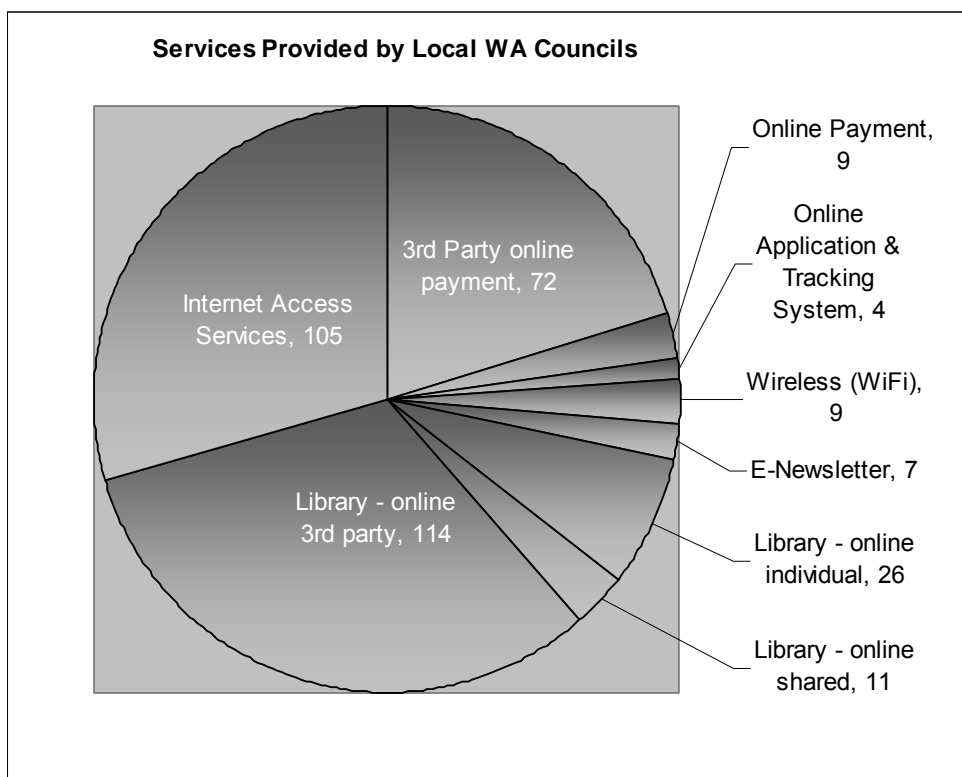 Services Provided by Local WA Councils
Online Payment,
9
Online
Application &
Tracking
System, 4
3rd Party online
payment, 72
Internet Access
Services, 105
Wireless (WiFi),
9
E-Newsletter, 7
Library - online
3rd party, 114
Library - online
individual, 26
Library - online
shared, 11